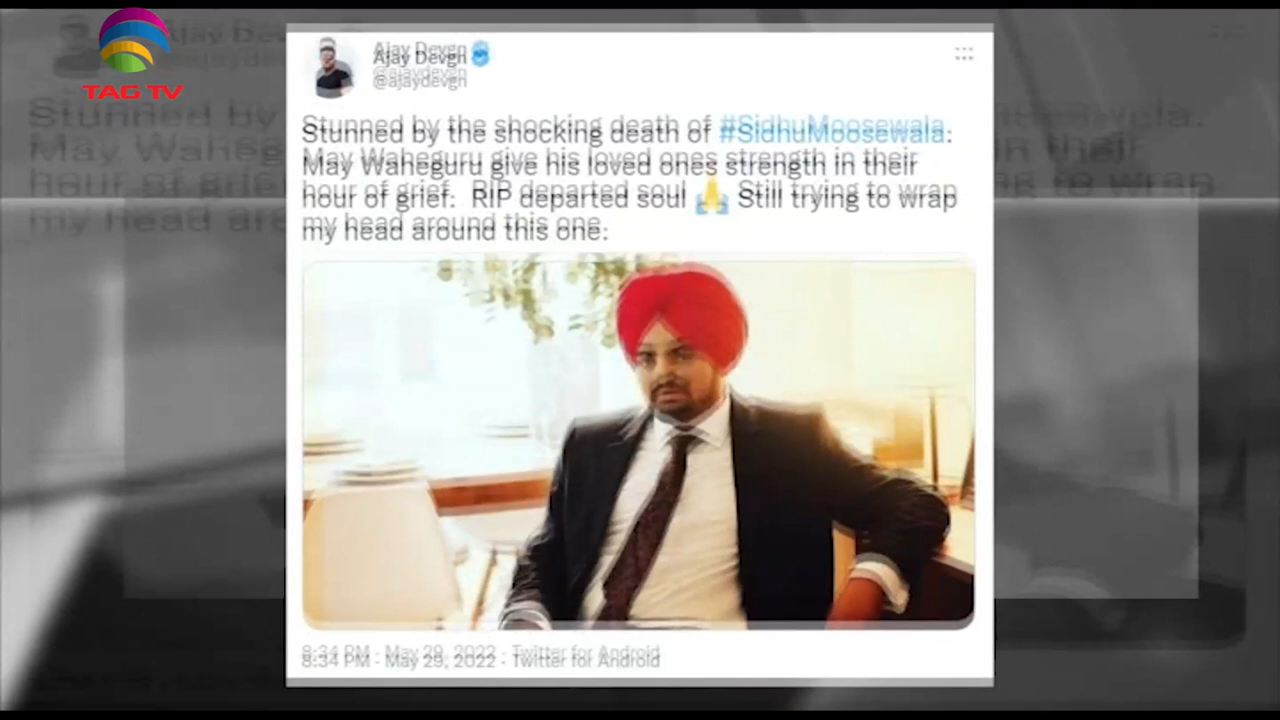 TAG TV
Ajay Devgn
@ajaydevgn
Stunned by the shocking death of #SidhuMoosewala.
May Waheguru give his loved ones strength in their
hour of grief. RIP departed soul 🙏 Still trying to wrap
my head around this one.
8:34 PM · May 29, 2022 · Twitter for Android